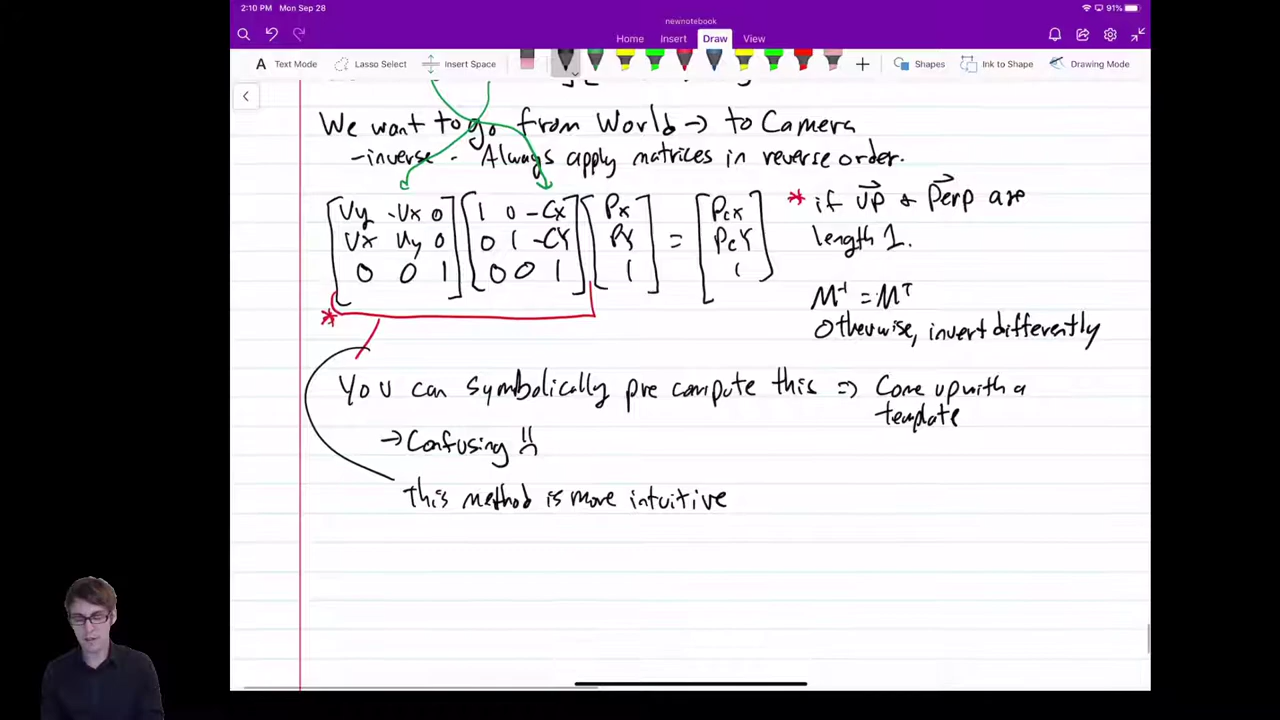 2:10 PM Mon Sep 28
91%
newnotebook
Home Insert Draw View
Text Mode Lasso Select Insert Space Shapes Ink to Shape Drawing Mode
We want to go from World → to Camera
-inverse - Always apply matrices in reverse order.
[Uy -Ux 0] [1 0 -Cx] [Px] = [Pcx]
[Ux Uy 0] [0 1 -CY] [PY] [PcY]
[0 0 1] [0 0 1] [1] [1]
* if UP & Perp are
length 1.
M⁻¹ = Mᵀ
Otherwise, invert differently
*
You can symbolically pre compute this => Come up with a
template
→ Confusing
this method is more intuitive